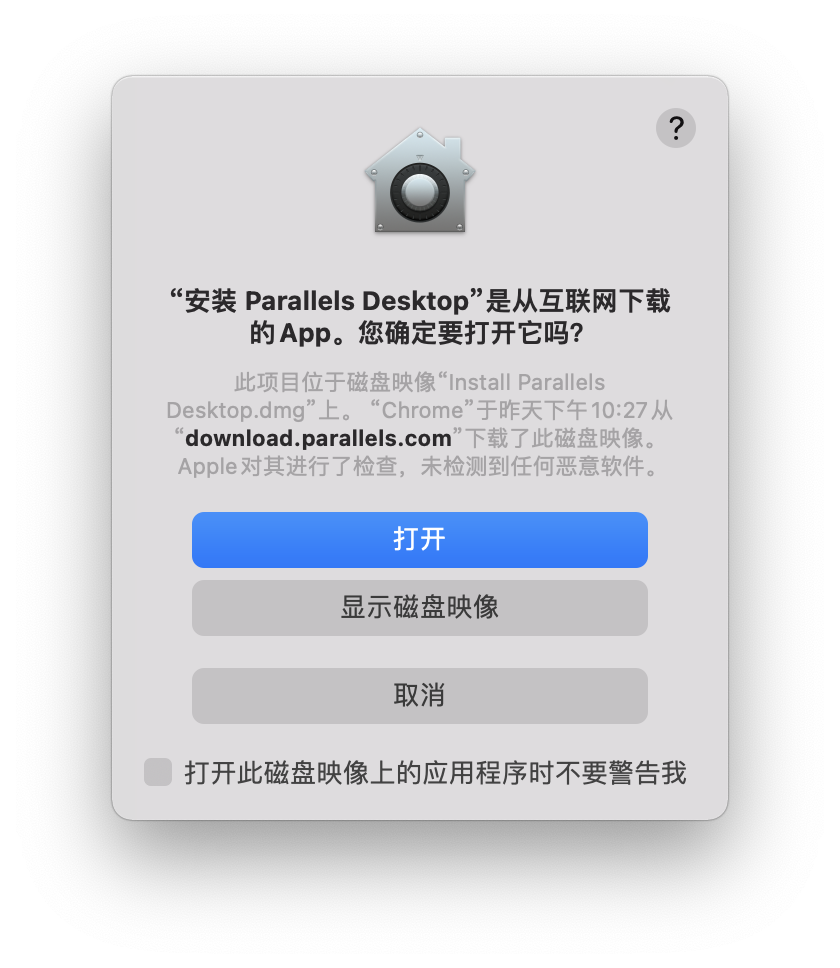 ?
“安装 Parallels Desktop”是从互联网下载
的 App。您确定要打开它吗？
此项目位于磁盘映像“Install Parallels
Desktop.dmg”上。 “Chrome”于昨天下午10:27从
“download.parallels.com”下载了此磁盘映像。
Apple对其进行了检查，未检测到任何恶意软件。
打开
显示磁盘映像
取消
打开此磁盘映像上的应用程序时不要警告我